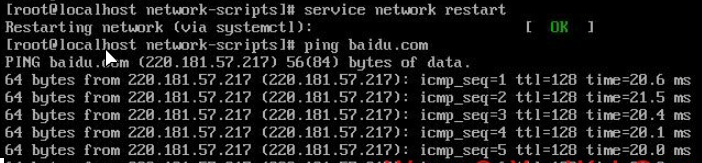 [root@localhost network-scripts]# service network restart
Restarting network (via systemctl): [ OK ]
[root@localhost network-scripts]# ping baidu.com
PING baidu.com (220.181.57.217) 56(84) bytes of data.
64 bytes from 220.181.57.217 (220.181.57.217): icmp_seq=1 ttl=128 time=20.6 ms
64 bytes from 220.181.57.217 (220.181.57.217): icmp_seq=2 ttl=128 time=21.5 ms
64 bytes from 220.181.57.217 (220.181.57.217): icmp_seq=3 ttl=128 time=20.4 ms
64 bytes from 220.181.57.217 (220.181.57.217): icmp_seq=4 ttl=128 time=20.1 ms
64 bytes from 220.181.57.217 (220.181.57.217): icmp_seq=5 ttl=128 time=20.0 ms